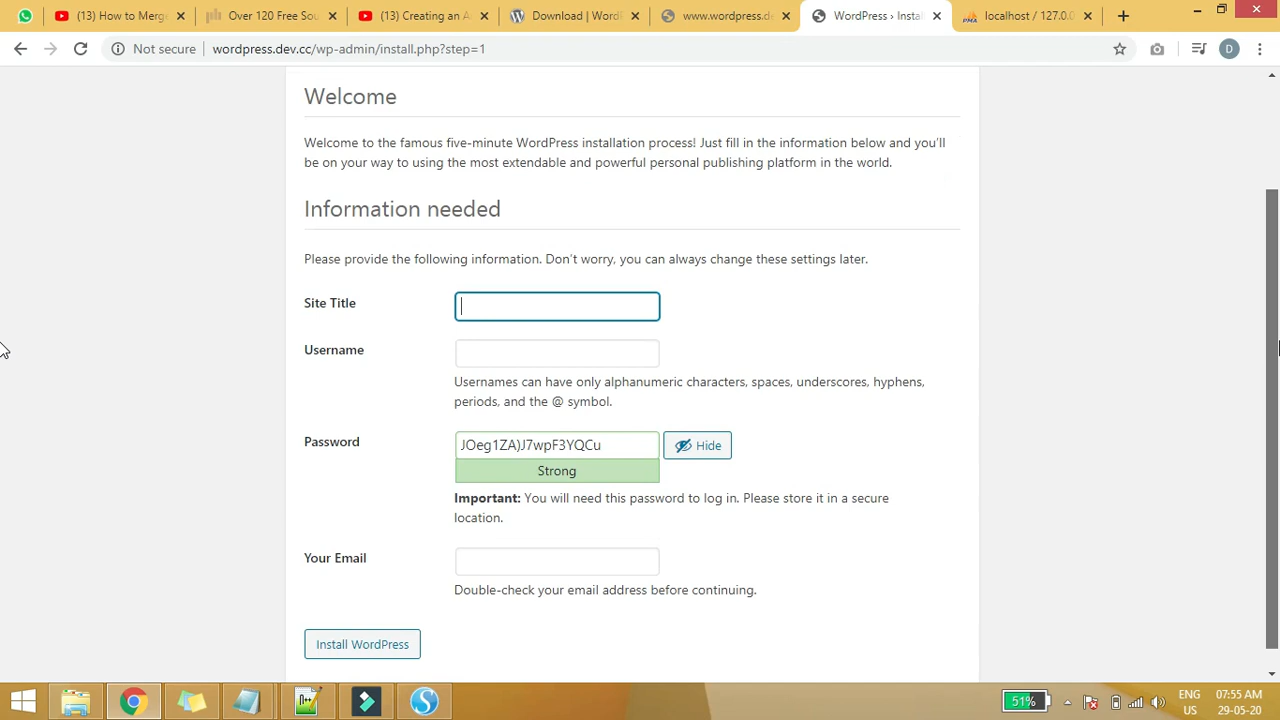 (13) How to Merg
Over 120 Free Sou
(13) Creating an A
Download | WordP
www.wordpress.de
WordPress › Insta
localhost / 127.0.0
Not secure
wordpress.dev.cc/wp-admin/install.php?step=1
D
Welcome
Welcome to the famous five-minute WordPress installation process! Just fill in the information below and you'll
be on your way to using the most extendable and powerful personal publishing platform in the world.
Information needed
Please provide the following information. Don't worry, you can always change these settings later.
Site Title
Username
Usernames can have only alphanumeric characters, spaces, underscores, hyphens,
periods, and the @ symbol.
Password
JOeg1ZA)J7wpF3YQCu
Hide
Strong
Important: You will need this password to log in. Please store it in a secure
location.
Your Email
Double-check your email address before continuing.
Install WordPress
51%
ENG
07:55 AM
US
29-05-20